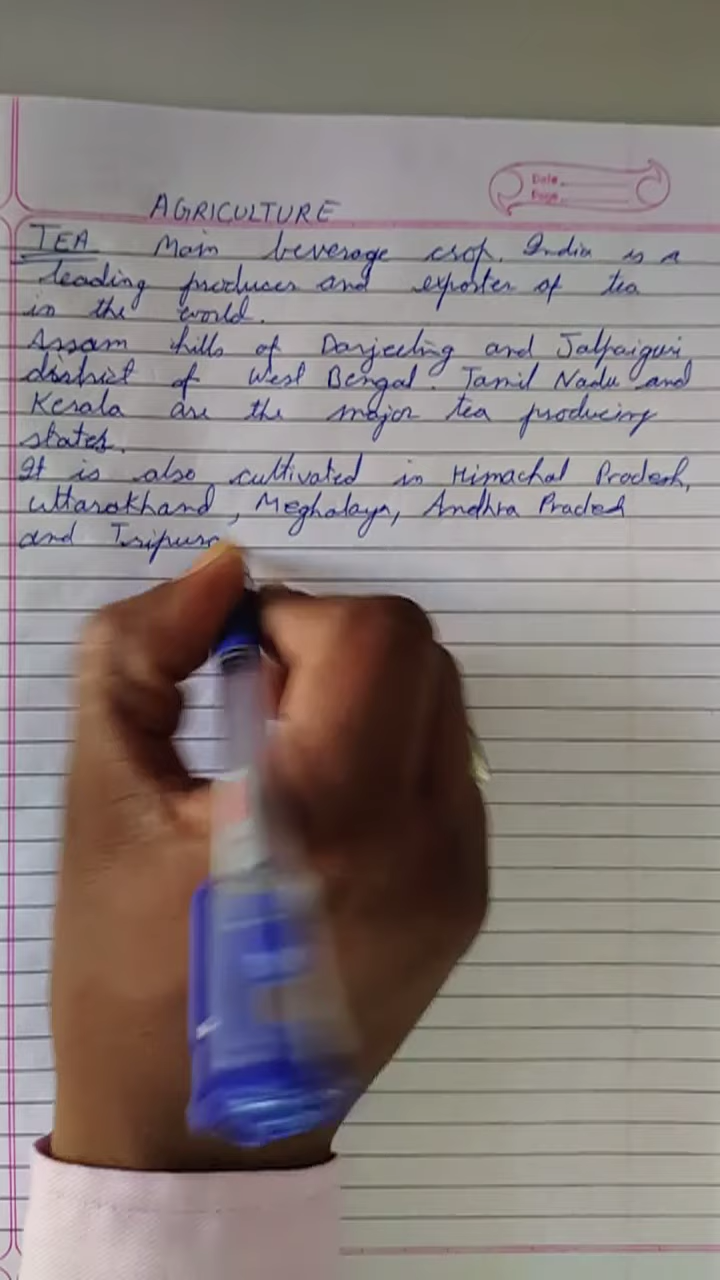 Date
Page
AGRICULTURE
TEA Main beverage crop. India is a
leading producer and exporter of tea
in the world.
Assam hills of Darjeeling and Jalpaiguri
district of West Bengal. Tamil Nadu and
Kerala are the major tea producing
states.
It is also cultivated in Himachal Pradesh,
Uttarakhand, Meghalaya, Andhra Pradesh
and Tripura